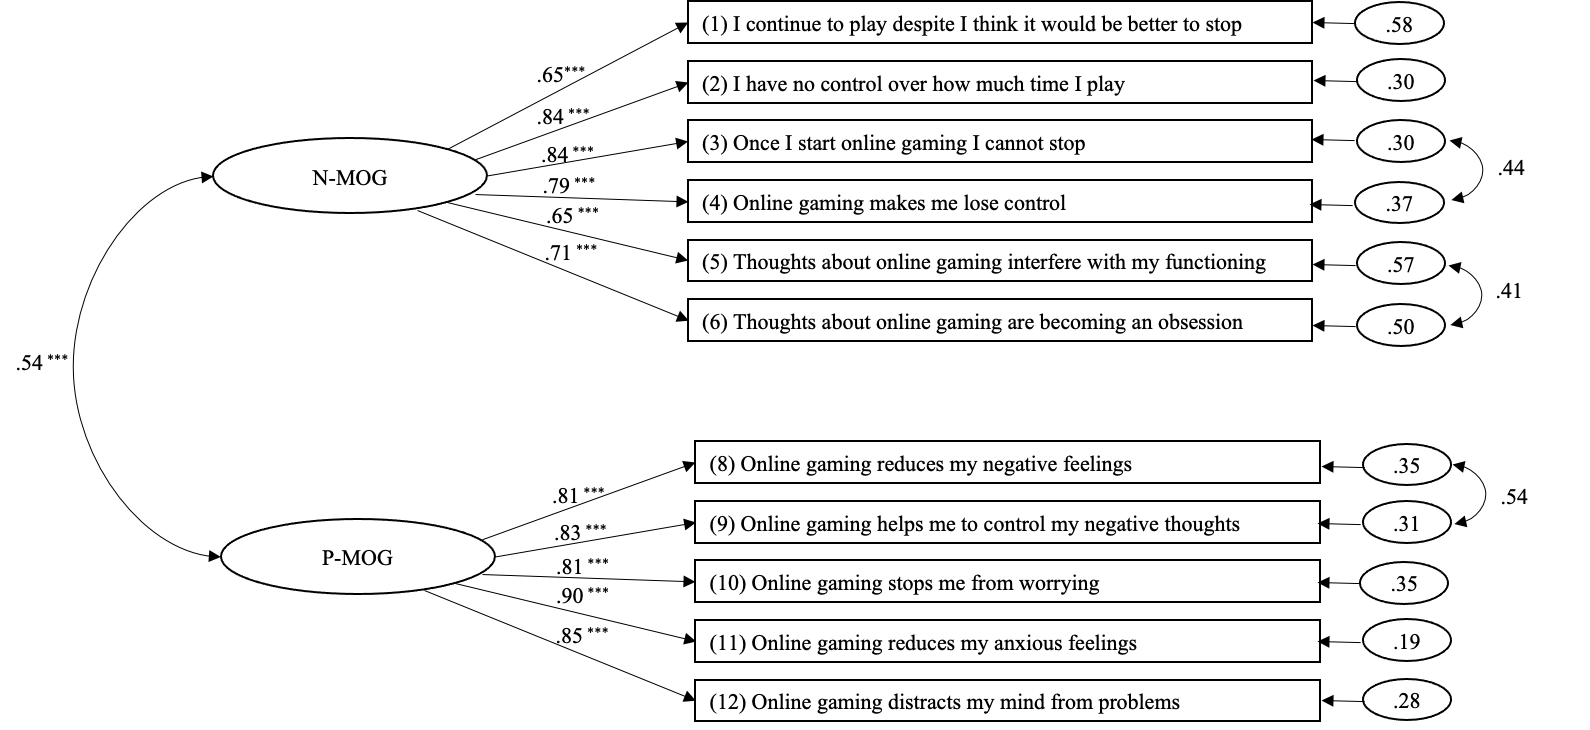 (1) I continue to play despite I think it would be better to stop
.58
.65***
(2) I have no control over how much time I play
.30
.84 ***
(3) Once I start online gaming I cannot stop
.30
.84 ***
.44
N-MOG
.79 ***
(4) Online gaming makes me lose control
.37
.65 ***
(5) Thoughts about online gaming interfere with my functioning
.57
.71 ***
.41
(6) Thoughts about online gaming are becoming an obsession
.50
.54 ***
(8) Online gaming reduces my negative feelings
.35
.81 ***
.54
(9) Online gaming helps me to control my negative thoughts
.31
.83 ***
P-MOG
.81 ***
(10) Online gaming stops me from worrying
.35
.90 ***
(11) Online gaming reduces my anxious feelings
.19
.85 ***
(12) Online gaming distracts my mind from problems
.28